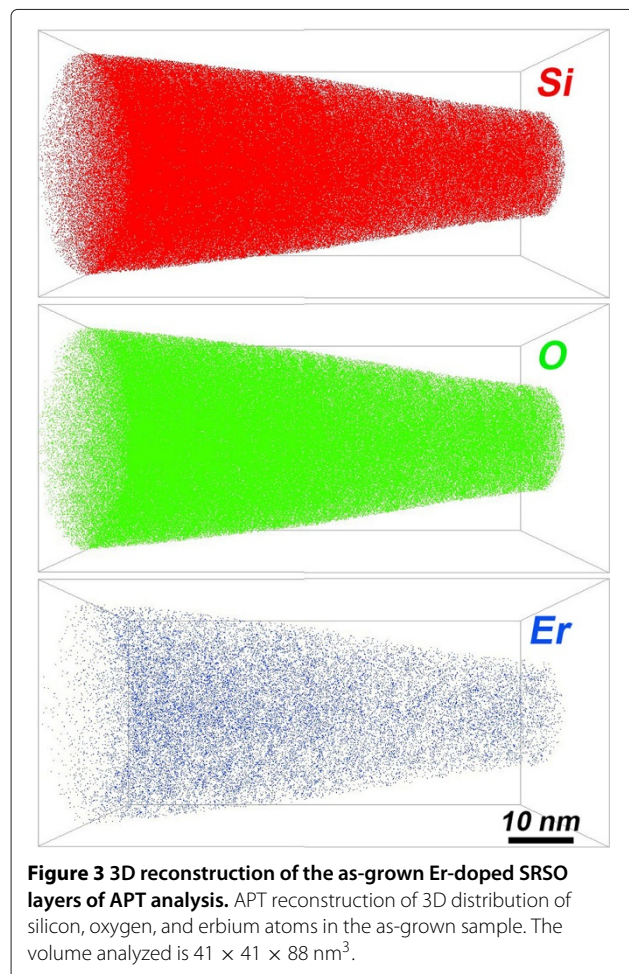 Si
O
Er
10 nm
Figure 3 3D reconstruction of the as-grown Er-doped SRSO
layers of APT analysis. APT reconstruction of 3D distribution of
silicon, oxygen, and erbium atoms in the as-grown sample. The
volume analyzed is 41 × 41 × 88 nm³.